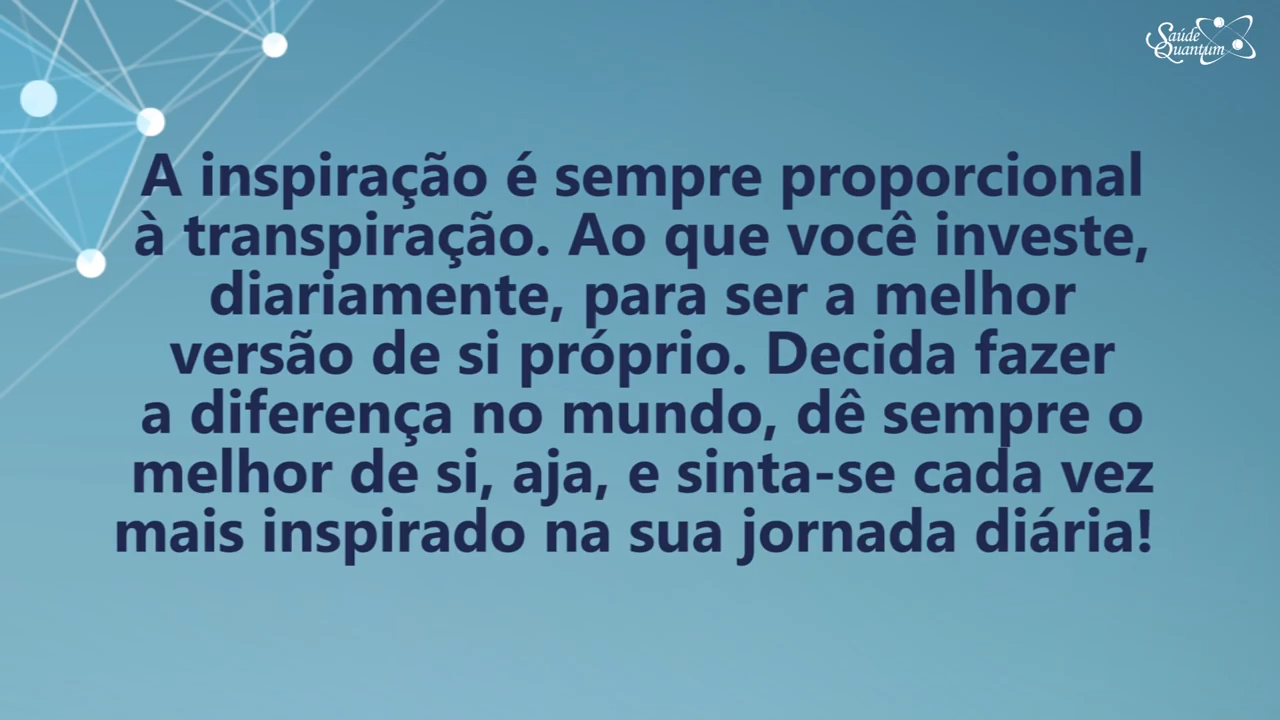 Saúde
Quantum
A inspiração é sempre proporcional
à transpiração. Ao que você investe,
diariamente, para ser a melhor
versão de si próprio. Decida fazer
a diferença no mundo, dê sempre o
melhor de si, aja, e sinta-se cada vez
mais inspirado na sua jornada diária!